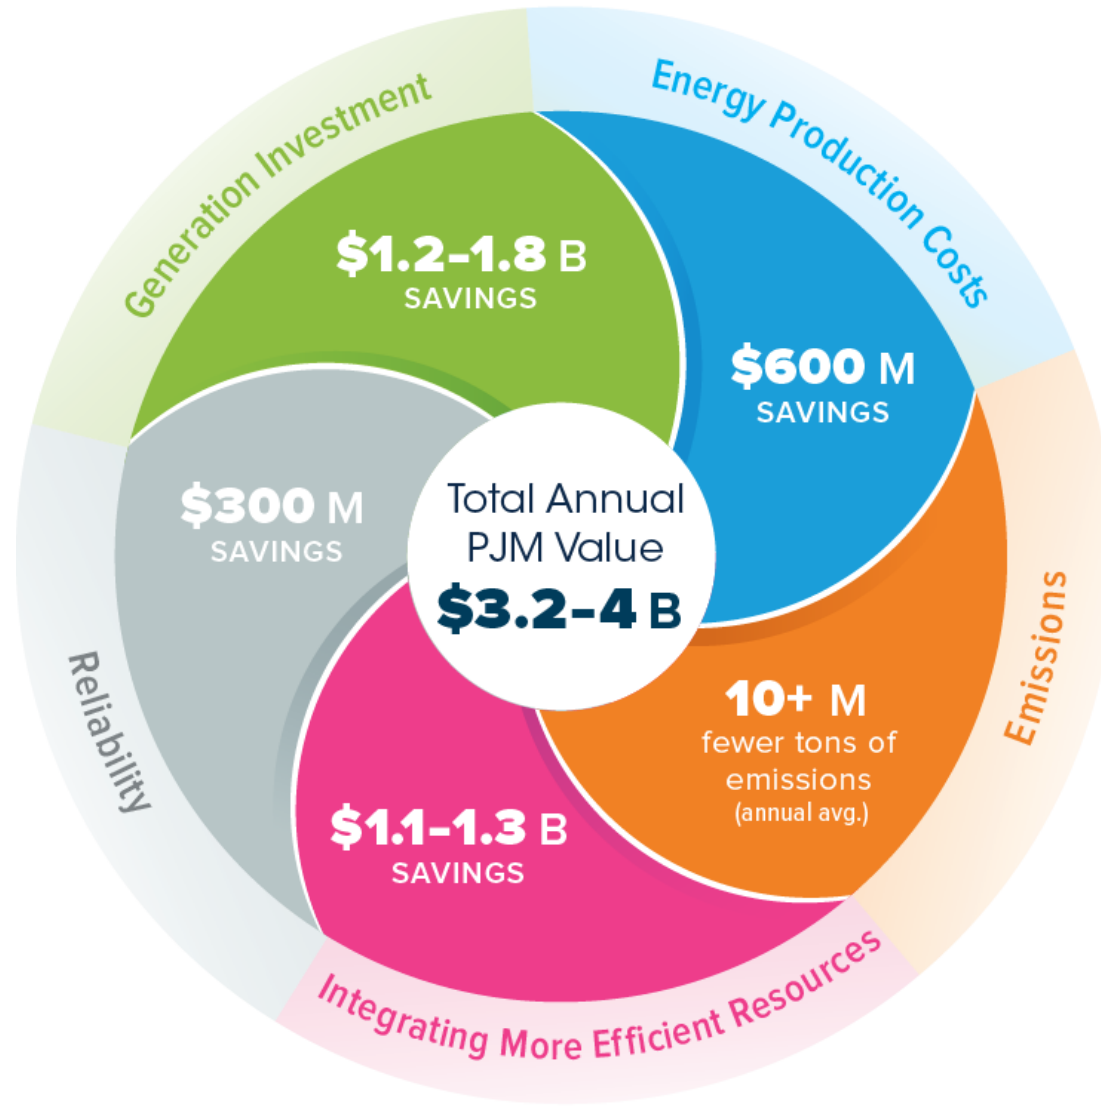 Generation Investment
$1.2–1.8 B
SAVINGS
Energy Production Costs
$600 M
SAVINGS
Emissions
10+ M
fewer tons of
emissions
(annual avg.)
Integrating More Efficient Resources
$1.1–1.3 B
SAVINGS
Reliability
$300 M
SAVINGS
Total Annual
PJM Value
$3.2–4 B